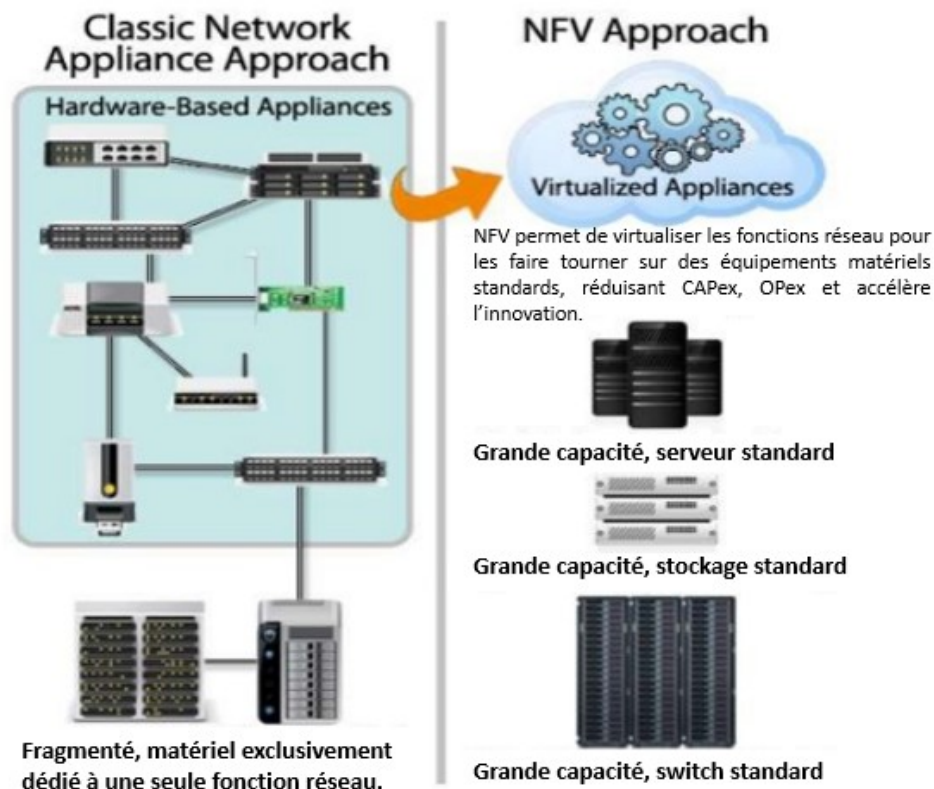 Classic Network
Appliance Approach
Hardware-Based Appliances
Fragmenté, matériel exclusivement
dédié à une seule fonction réseau.
NFV Approach
Virtualized Appliances
NFV permet de virtualiser les fonctions réseau pour
les faire tourner sur des équipements matériels
standards, réduisant CAPex, OPex et accélère
l’innovation.
Grande capacité, serveur standard
Grande capacité, stockage standard
Grande capacité, switch standard